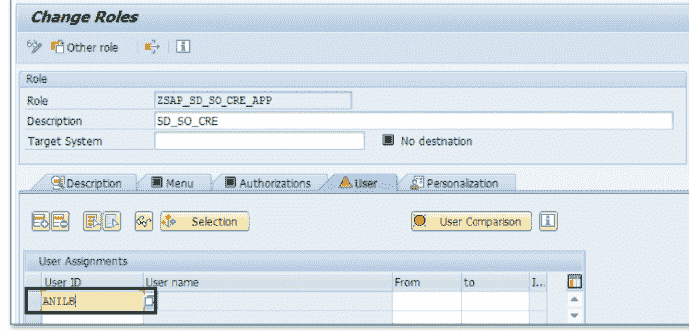 Change Roles
Other role
Role
Role ZSAP_SD_SO_CRE_APP
Description SD_SO_CRE
Target System No destnation
Description Menu Authorizations User Personalization
Selection User Comparison
User Assignments
User ID User name From to I...
ANILB